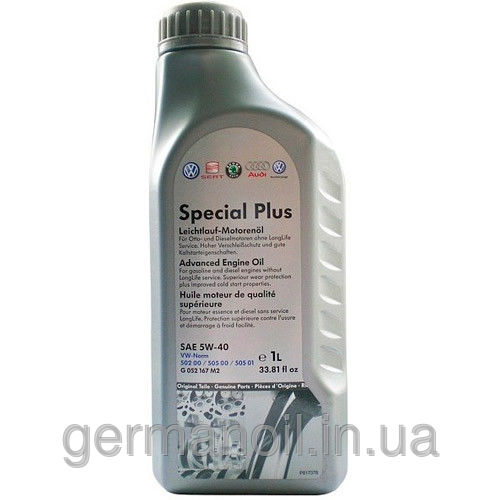 SEAT
Audi
Special Plus
Leichtlauf-Motorenöl
Für Otto- und Dieselmotoren ohne LongLife
Service. Hoher Verschleißschutz und gute
Kaltstarteigenschaften.
Advanced Engine Oil
For gasoline and diesel engines without
LongLife service. Superiour wear protection
plus improved cold start properties.
Huile moteur de qualité
supérieure
Pour moteur essence et diesel sans service
LongLife. Protection supérieure contre l'usure
et démarrage à froid facilité.
SAE 5W-40
VW-Norm
502 00 / 505 00 / 505 01
G 052 167 M2
e 1L
33.81 fl oz
Original Teile · Genuine Parts · Pièces d'Origine ·
germanoil.in.ua